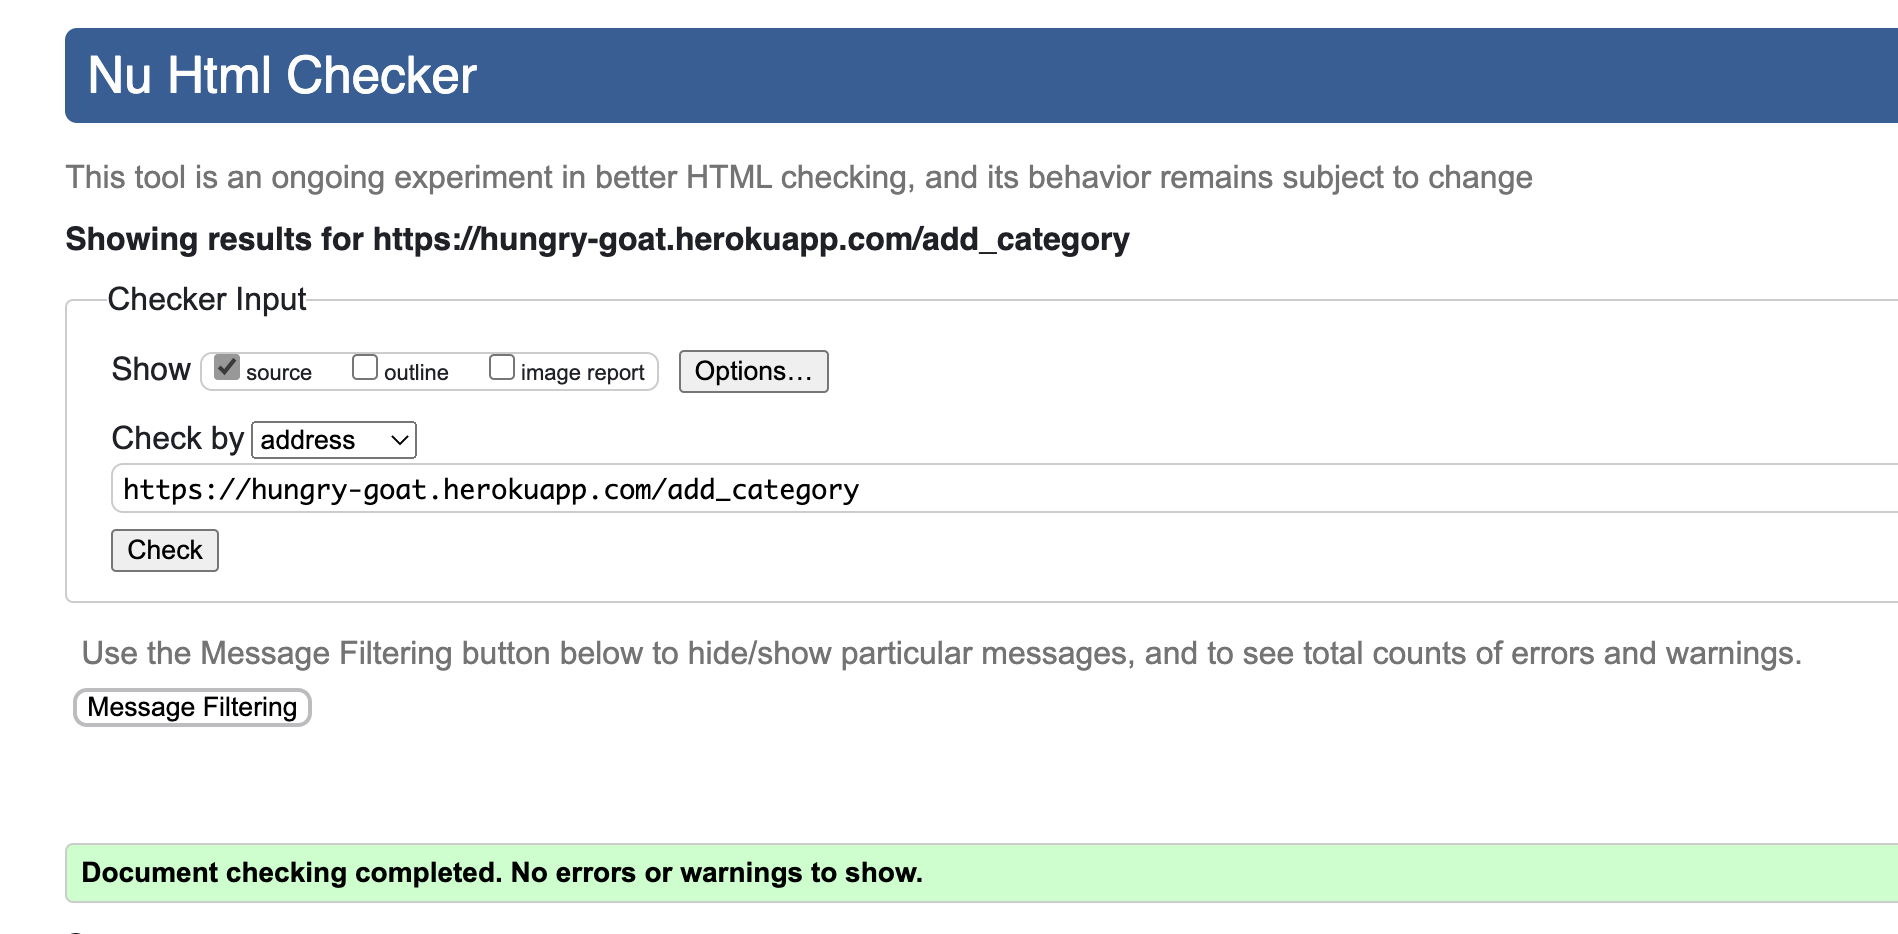 Nu Html Checker
This tool is an ongoing experiment in better HTML checking, and its behavior remains subject to change
Showing results for https://hungry-goat.herokuapp.com/add_category
Checker Input
Show source outline image report Options...
Check by address
https://hungry-goat.herokuapp.com/add_category
Check
Use the Message Filtering button below to hide/show particular messages, and to see total counts of errors and warnings.
Message Filtering
Document checking completed. No errors or warnings to show.